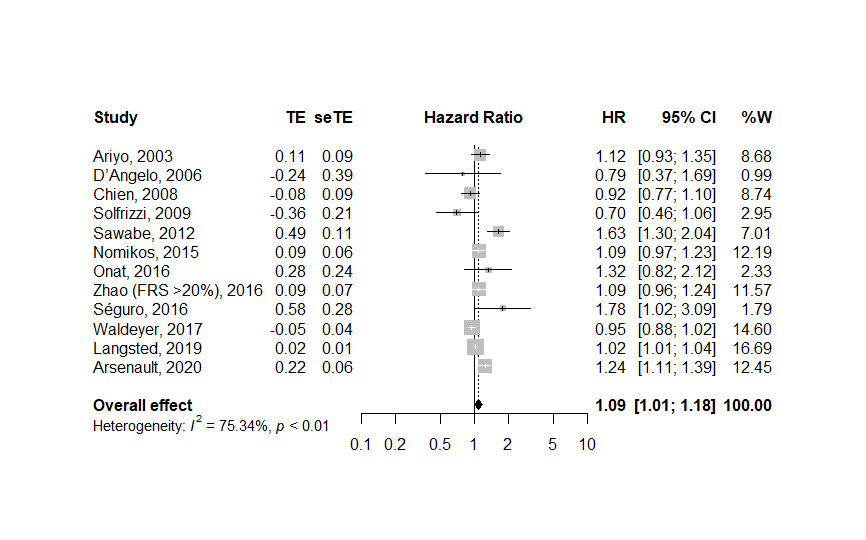 Study TE seTE Hazard Ratio HR 95% CI %W
Ariyo, 2003 0.11 0.09 1.12 [0.93; 1.35] 8.68
D’Angelo, 2006 -0.24 0.39 0.79 [0.37; 1.69] 0.99
Chien, 2008 -0.08 0.09 0.92 [0.77; 1.10] 8.74
Solfrizzi, 2009 -0.36 0.21 0.70 [0.46; 1.06] 2.95
Sawabe, 2012 0.49 0.11 1.63 [1.30; 2.04] 7.01
Nomikos, 2015 0.09 0.06 1.09 [0.97; 1.23] 12.19
Onat, 2016 0.28 0.24 1.32 [0.82; 2.12] 2.33
Zhao (FRS >20%), 2016 0.09 0.07 1.09 [0.96; 1.24] 11.57
Séguro, 2016 0.58 0.28 1.78 [1.02; 3.09] 1.79
Waldeyer, 2017 -0.05 0.04 0.95 [0.88; 1.02] 14.60
Langsted, 2019 0.02 0.01 1.02 [1.01; 1.04] 16.69
Arsenault, 2020 0.22 0.06 1.24 [1.11; 1.39] 12.45
Overall effect 1.09 [1.01; 1.18] 100.00
Heterogeneity: I² = 75.34%, p < 0.01
0.1 0.2 0.5 1 2 5 10